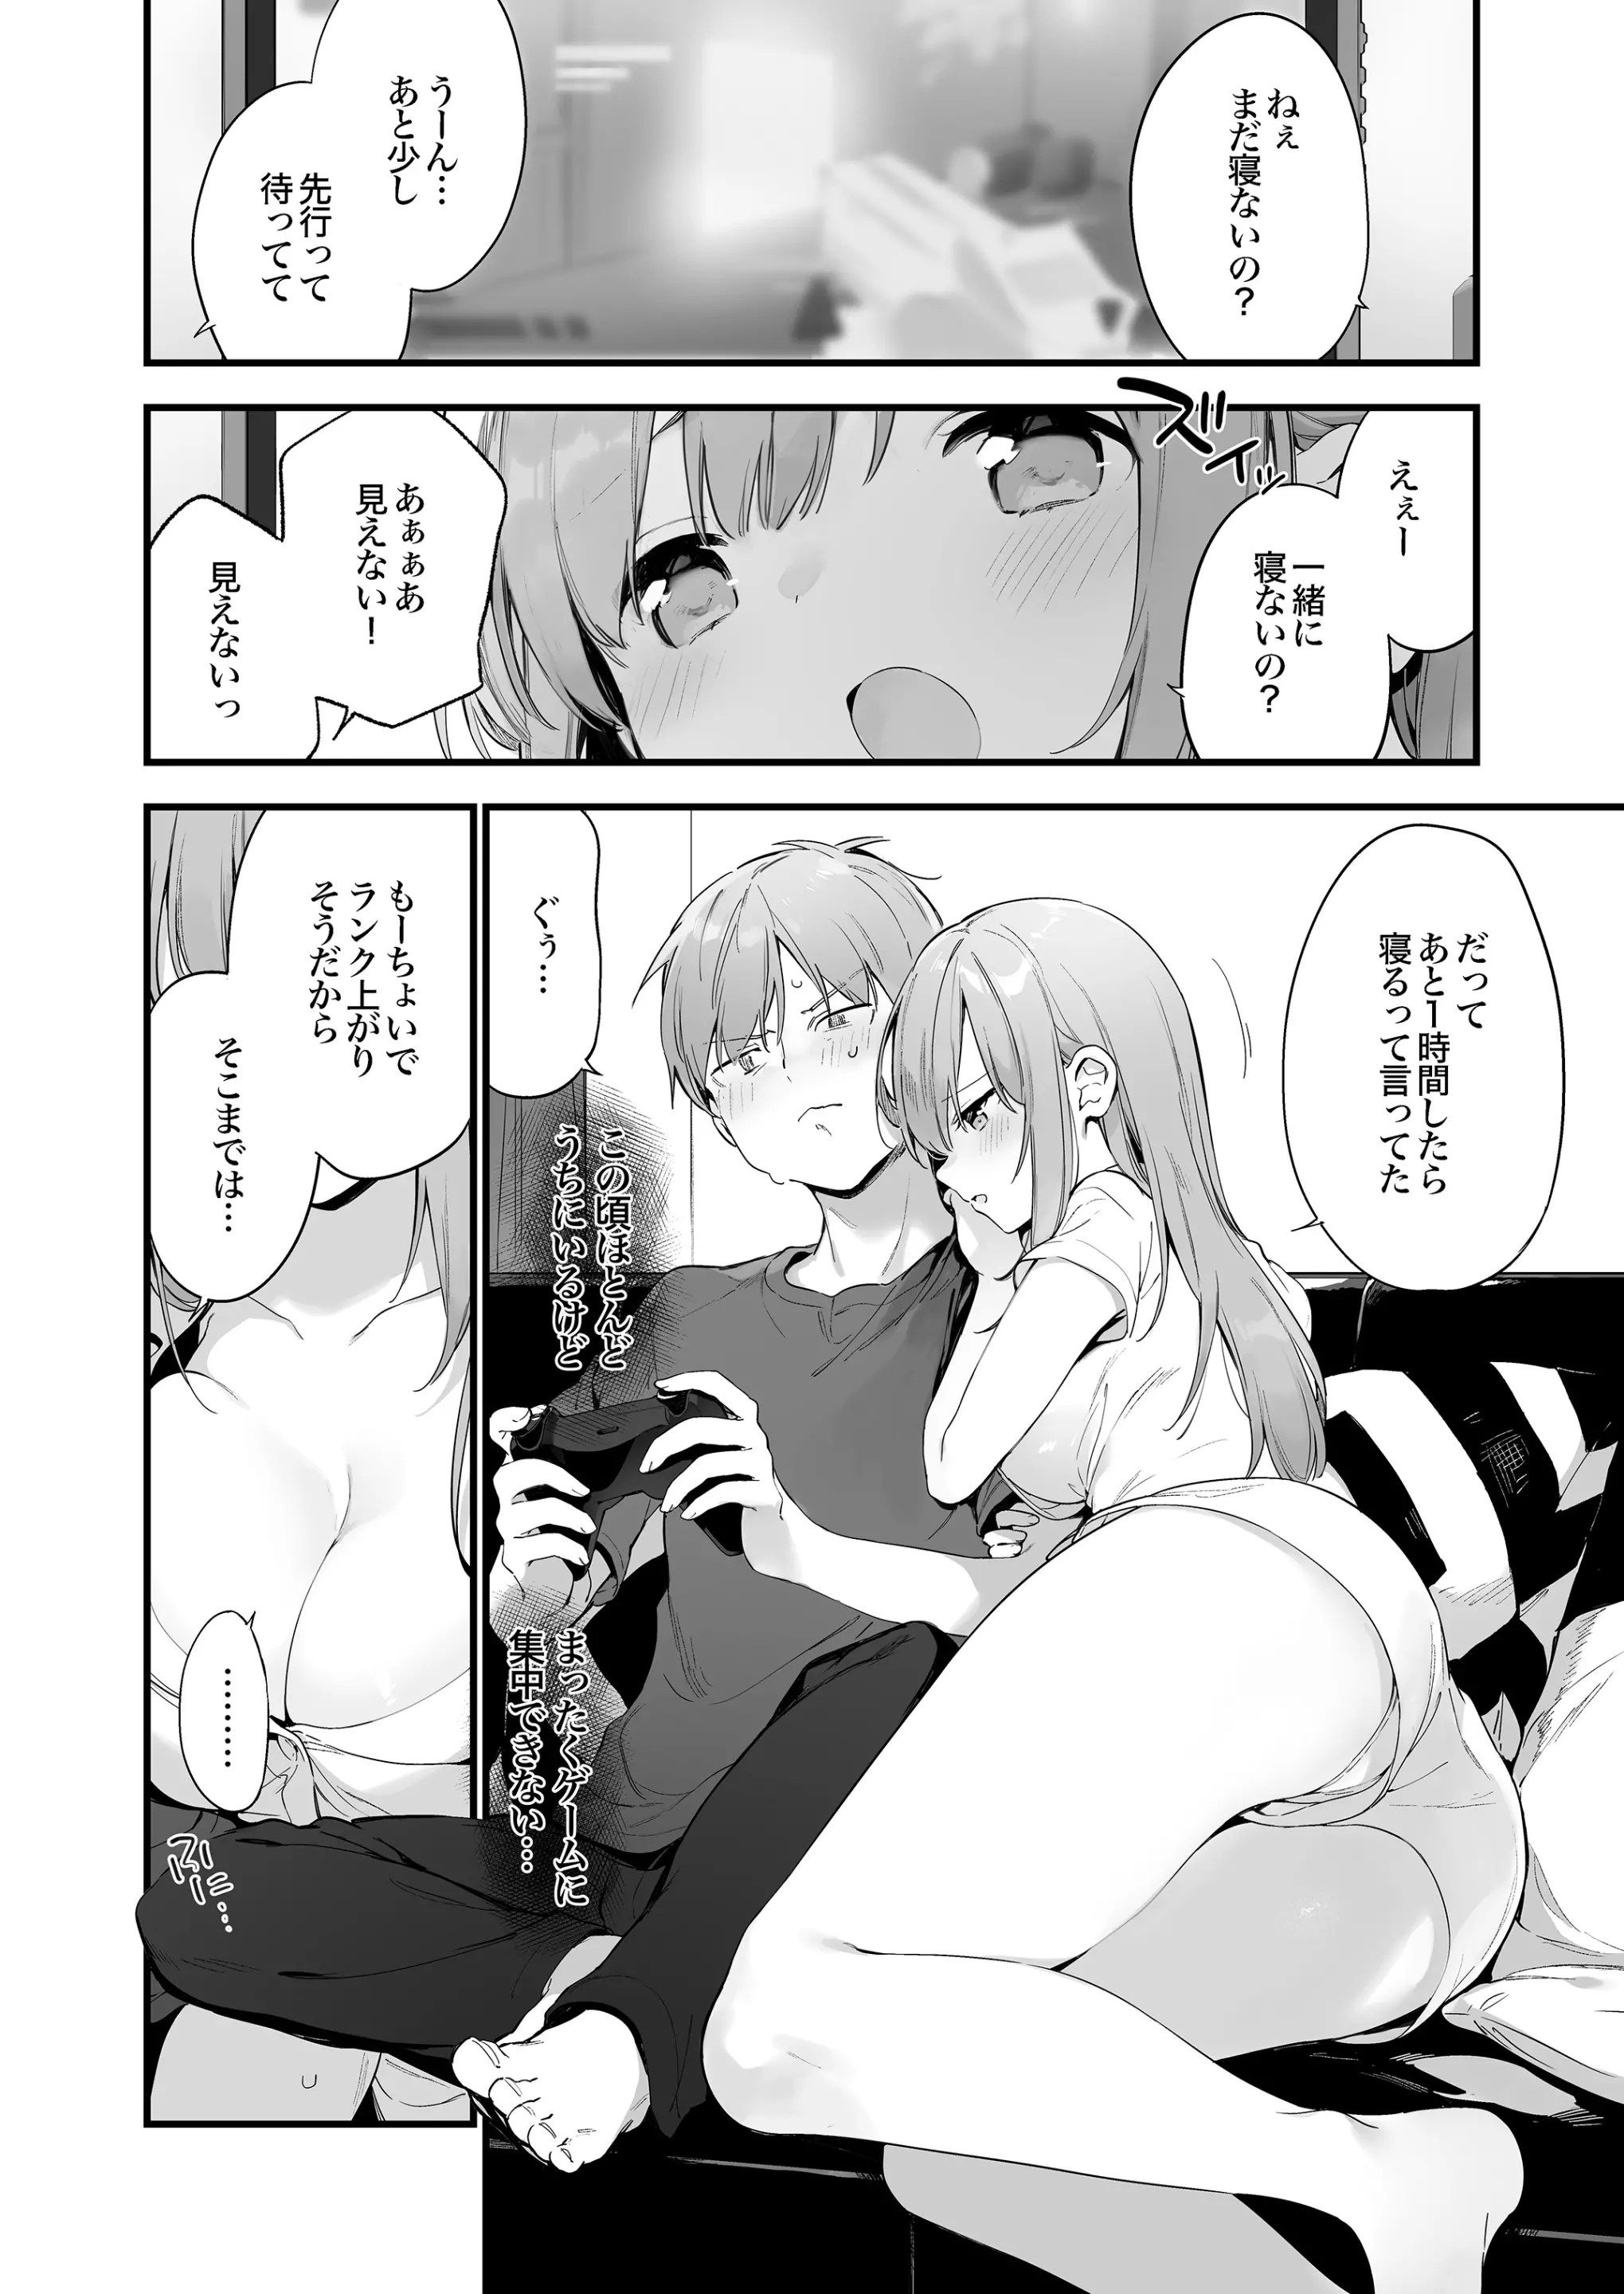 ねぇ
まだ寝ないの？
うーん…
あと少し
先行って
待ってて
ズイッ
えぇー
一緒に
寝ないの？
あぁぁあ
見えない！
見えないっ
だって
あと1時間したら
寝るって言ってた
ぐぅ…
この頃ほとんど
うちにいるけど
まったくゲームに
集中できない…
もーちょいで
ランク上がり
そうだから
そこまでは…
………